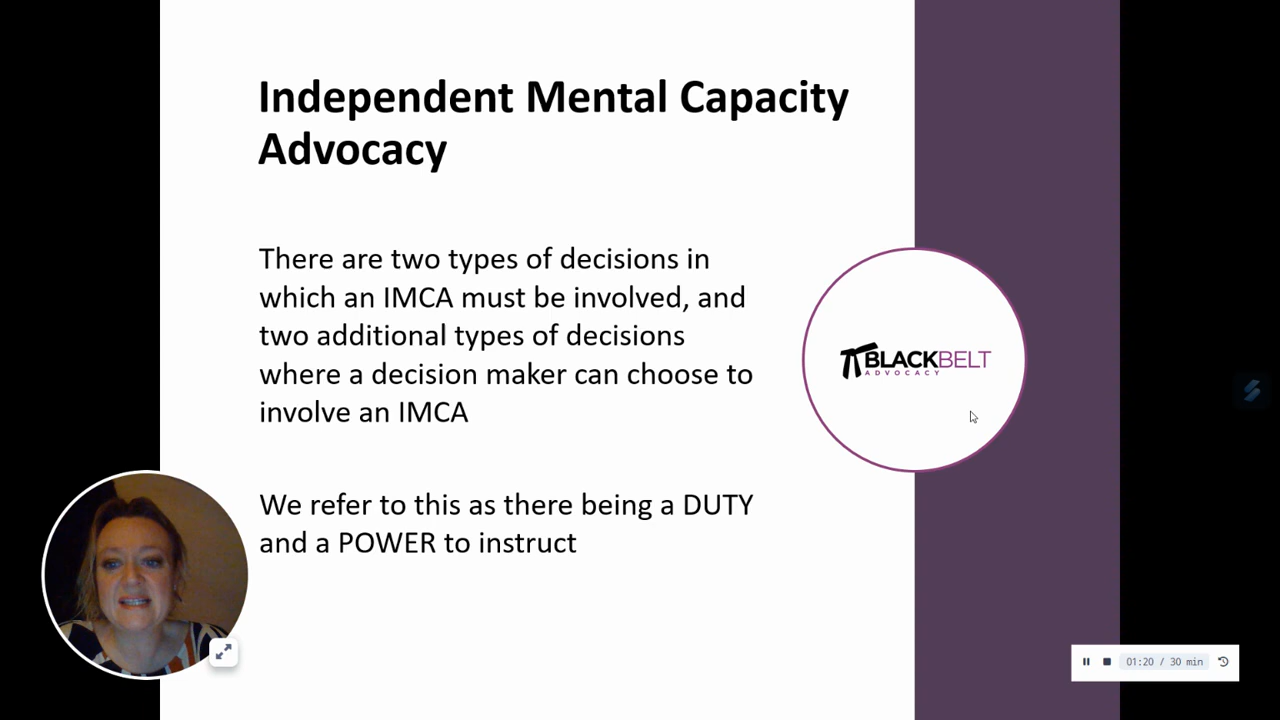 Independent Mental Capacity
Advocacy
There are two types of decisions in
which an IMCA must be involved, and
two additional types of decisions
where a decision maker can choose to
involve an IMCA
BLACKBELT
ADVOCACY
We refer to this as there being a DUTY
and a POWER to instruct
01:20 / 30 min